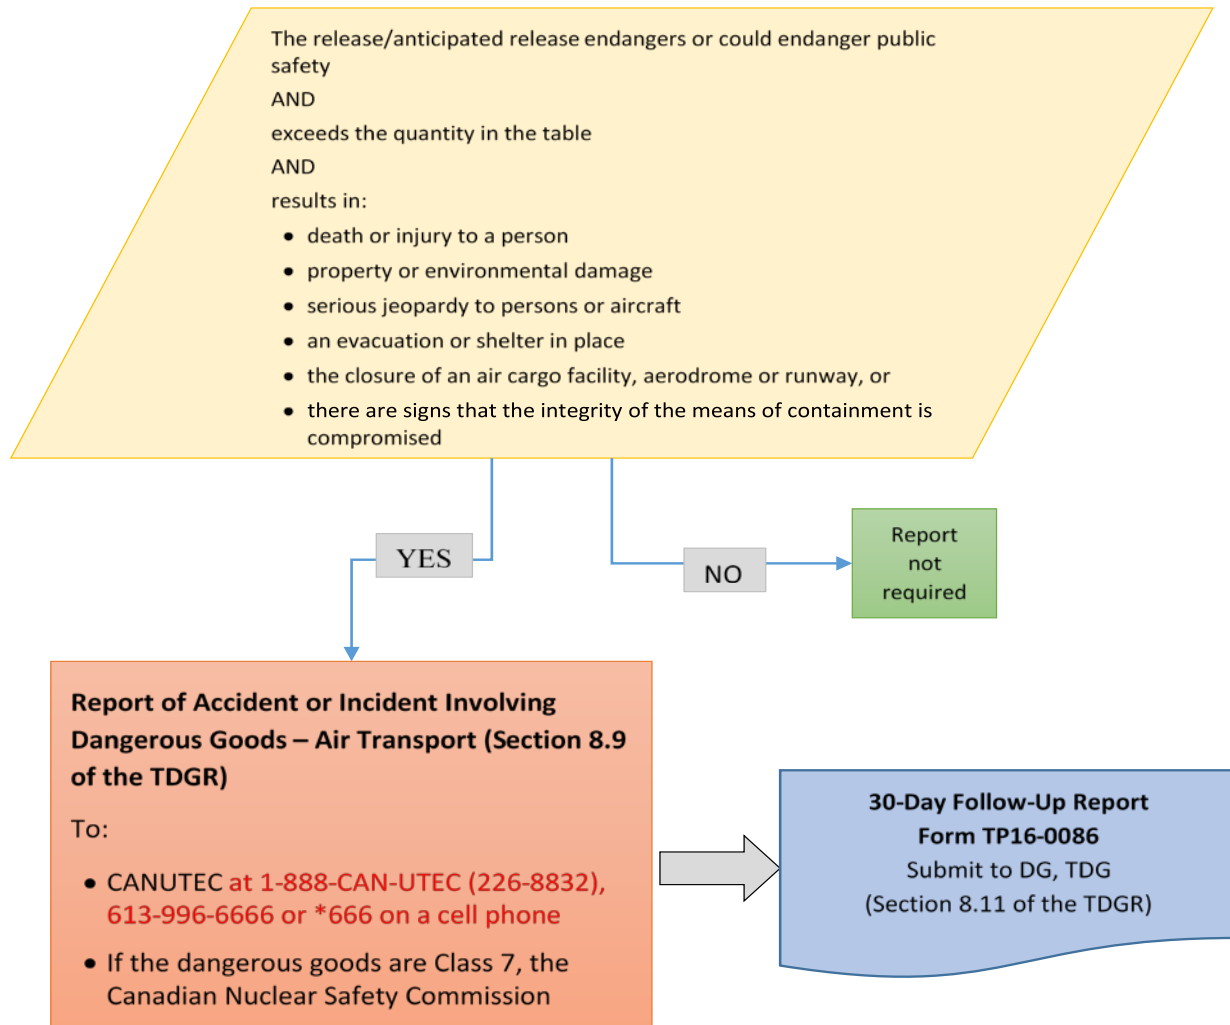 The release/anticipated release endangers or could endanger public
safety
AND
exceeds the quantity in the table
AND
results in:
• death or injury to a person
• property or environmental damage
• serious jeopardy to persons or aircraft
• an evacuation or shelter in place
• the closure of an air cargo facility, aerodrome or runway, or
• there are signs that the integrity of the means of containment is
compromised
YES
NO
Report
not
required
Report of Accident or Incident Involving
Dangerous Goods – Air Transport (Section 8.9
of the TDGR)
To:
• CANUTEC at 1-888-CAN-UTEC (226-8832),
613-996-6666 or *666 on a cell phone
• If the dangerous goods are Class 7, the
Canadian Nuclear Safety Commission
30-Day Follow-Up Report
Form TP16-0086
Submit to DG, TDG
(Section 8.11 of the TDGR)